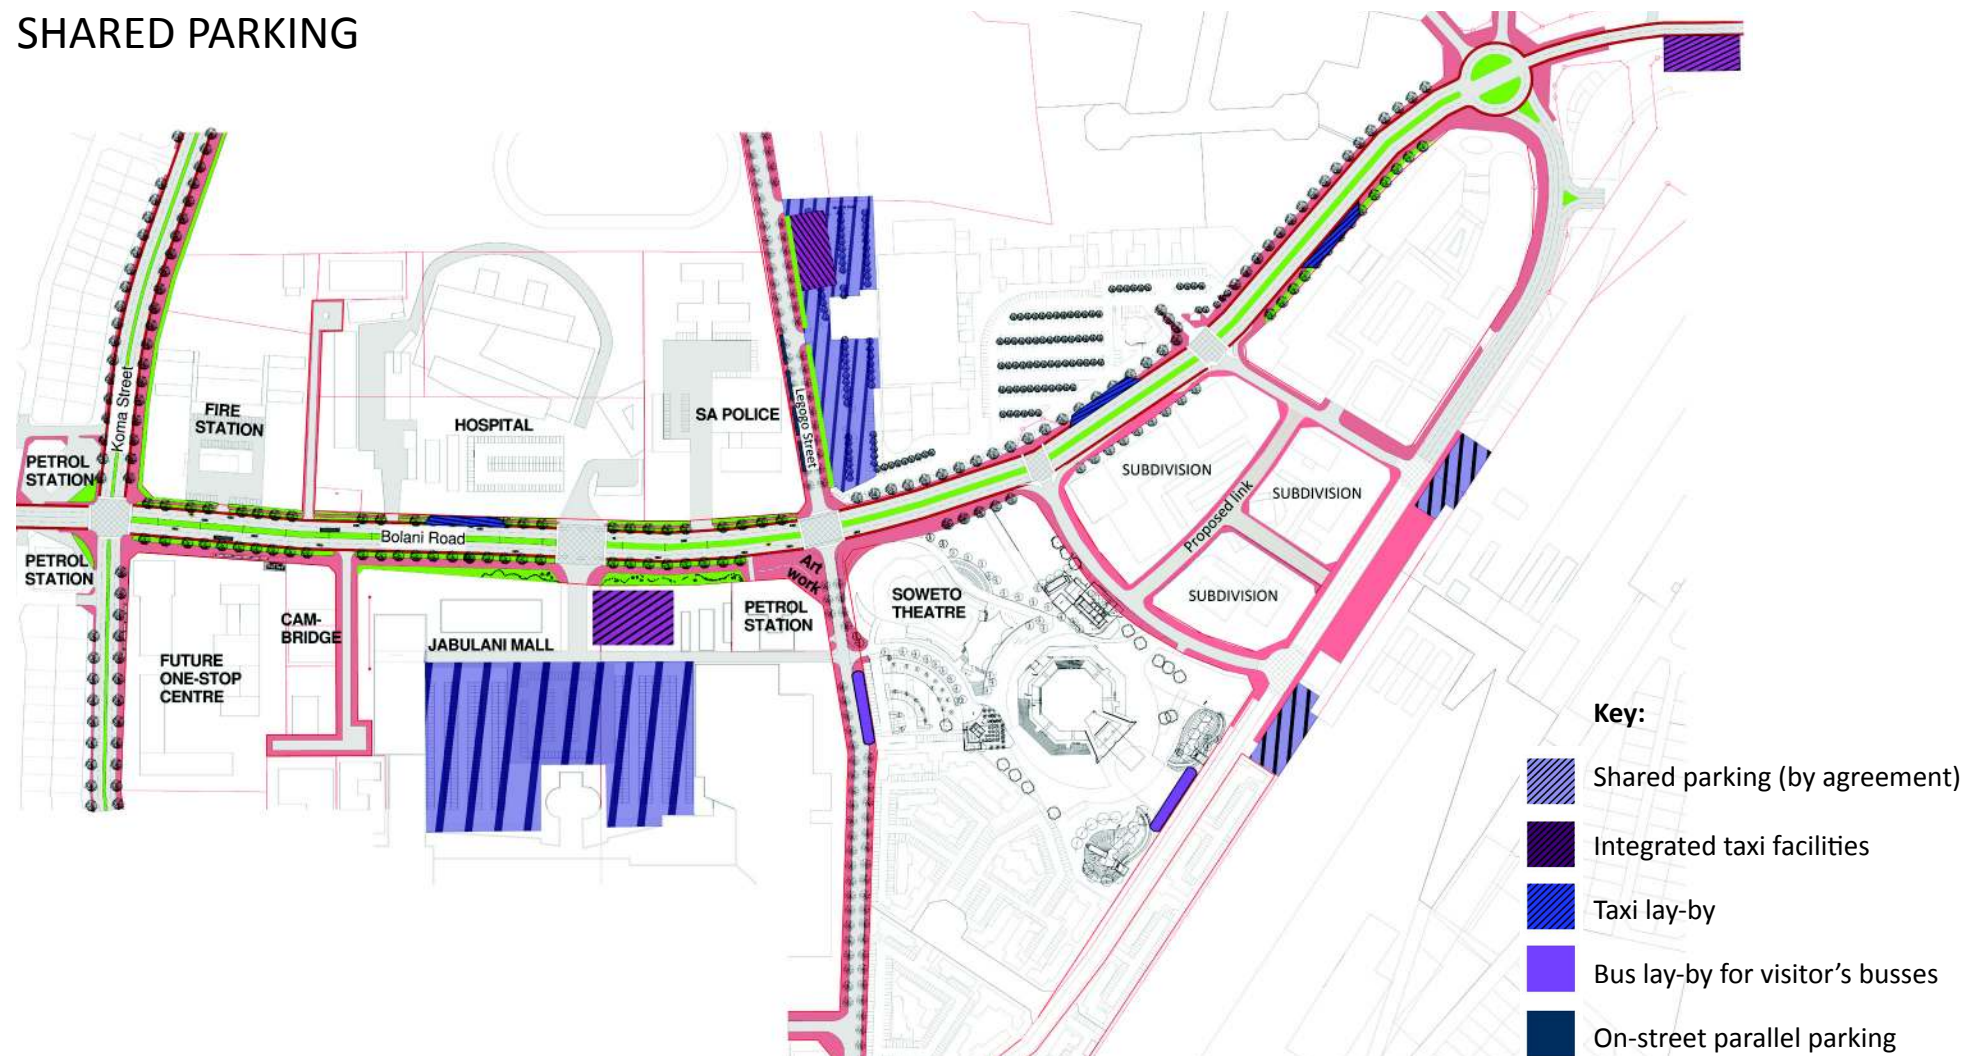 SHARED PARKING
Koma Street
FIRE
STATION
HOSPITAL
SA POLICE
Legogo Street
PETROL
STATION
Bolani Road
PETROL
STATION
Art
work
SUBDIVISION
SUBDIVISION
Proposed link
SUBDIVISION
CAM-
BRIDGE
FUTURE
ONE-STOP
CENTRE
JABULANI MALL
PETROL
STATION
SOWETO
THEATRE
Key:
Shared parking (by agreement)
Integrated taxi facilities
Taxi lay-by
Bus lay-by for visitor’s busses
On-street parallel parking